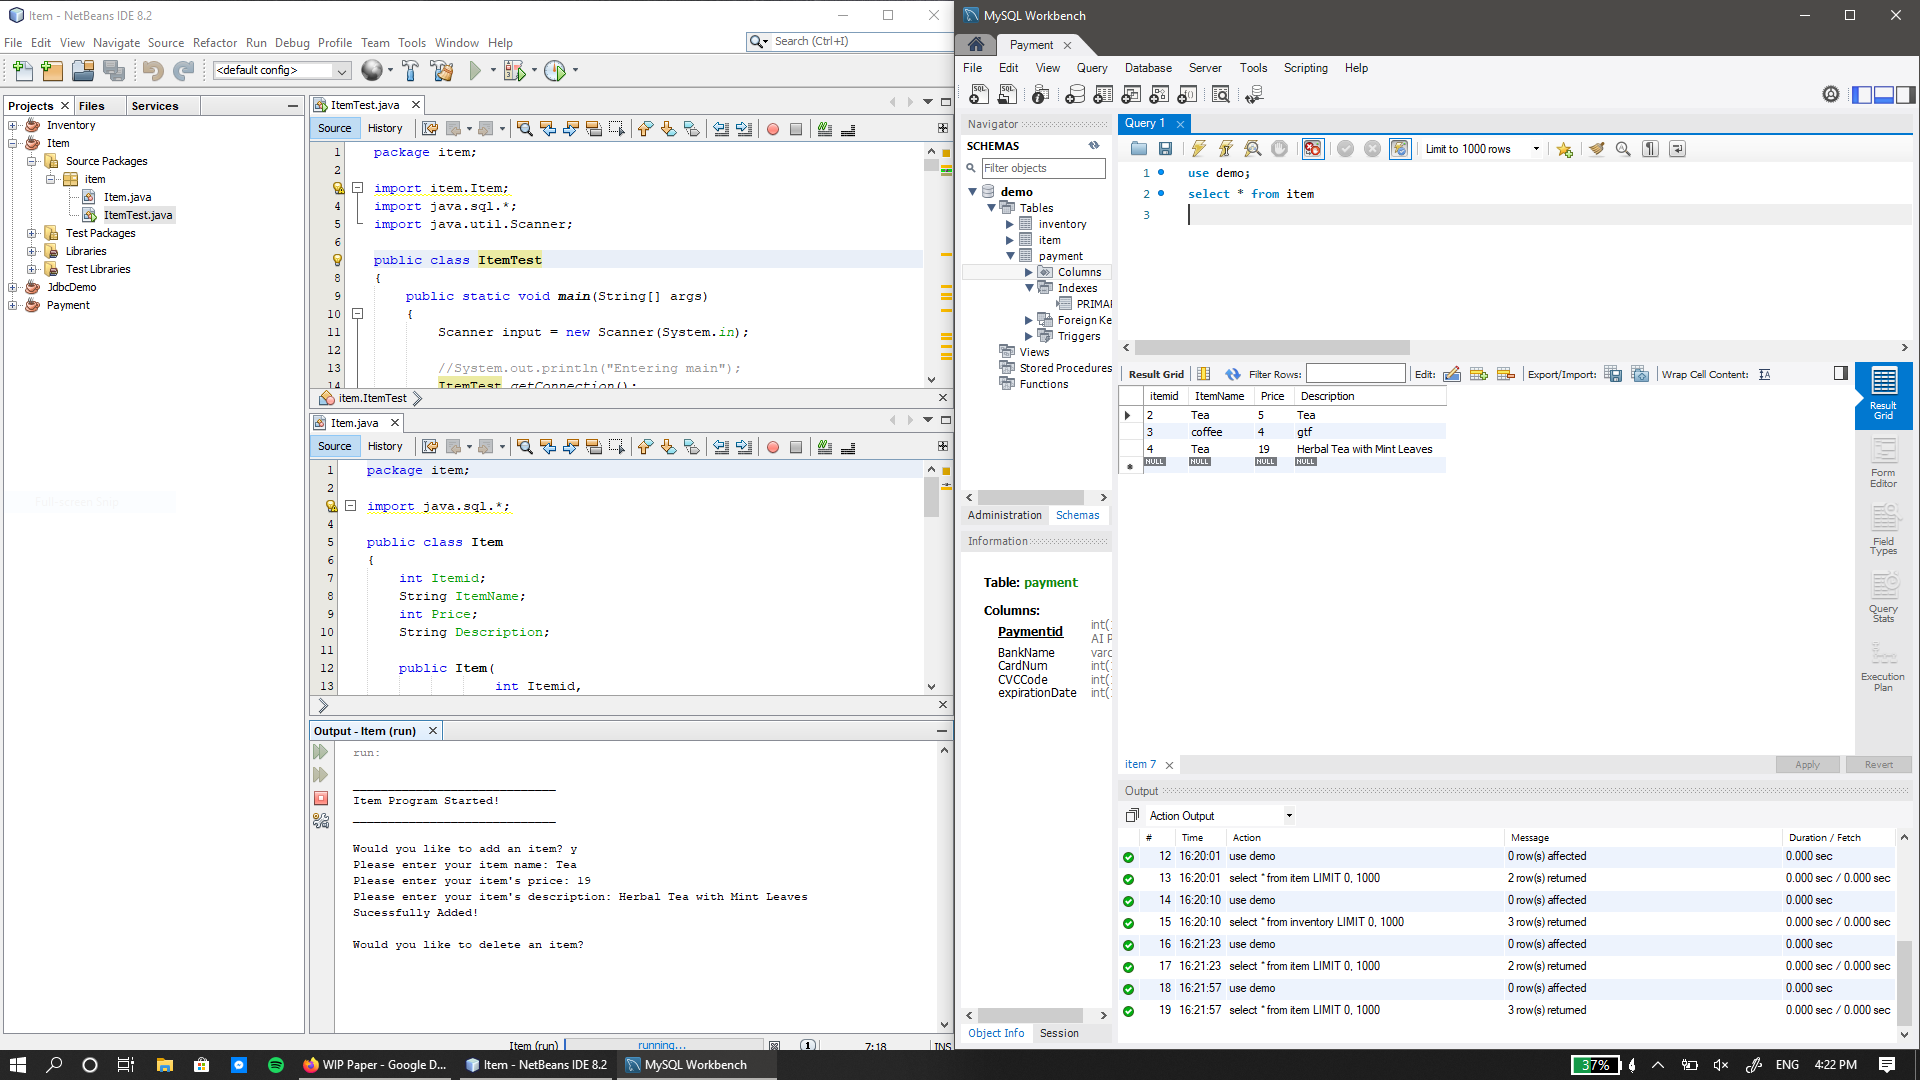 Item - NetBeans IDE 8.2
File Edit View Navigate Source Refactor Run Debug Profile Team Tools Window Help
Search (Ctrl+I)
<default config>
Projects Files Services
Inventory
Item
Source Packages
item
Item.java
ItemTest.java
Test Packages
Libraries
Test Libraries
JdbcDemo
Payment
ItemTest.java
Source History
1 package item;
2
import item.Item;
4 import java.sql.*;
5 import java.util.Scanner;
6
public class ItemTest
8 {
9 public static void main(String[] args)
10 {
11 Scanner input = new Scanner(System.in);
12
13 //System.out.println("Entering main");
14 ItemTest.getConnection();
item.ItemTest
Item.java
Source History
1 package item;
2
import java.sql.*;
4
5 public class Item
6 {
7 int Itemid;
8 String ItemName;
9 int Price;
10 String Description;
11
12 public Item(
13 int Itemid,
Output - Item (run)
run:
Item Program Started!
Would you like to add an item? y
Please enter your item name: Tea
Please enter your item's price: 19
Please enter your item's description: Herbal Tea with Mint Leaves
Sucessfully Added!
Would you like to delete an item?
Item (run) running... 1 7:18 INS
MySQL Workbench
Payment
File Edit View Query Database Server Tools Scripting Help
Navigator
SCHEMAS
Filter objects
demo
Tables
inventory
item
payment
Columns
Indexes
PRIMAI
Foreign Ke
Triggers
Views
Stored Procedures
Functions
Administration Schemas
Information
Table: payment
Columns:
Paymentid int(
AI P
BankName varc
CardNum int(
CVCCode int(
expirationDate int(
Object Info Session
Query 1
Limit to 1000 rows
1 use demo;
2 select * from item
3
Result Grid Filter Rows: Edit: Export/Import: Wrap Cell Content:
itemid ItemName Price Description
2 Tea 5 Tea
3 coffee 4 gtf
4 Tea 19 Herbal Tea with Mint Leaves
NULL NULL NULL NULL
Result Grid
Form Editor
Field Types
Query Stats
Execution Plan
item 7
Apply Revert
Output
Action Output
# Time Action Message Duration / Fetch
12 16:20:01 use demo 0 row(s) affected 0.000 sec
13 16:20:01 select * from item LIMIT 0, 1000 2 row(s) returned 0.000 sec / 0.000 sec
14 16:20:10 use demo 0 row(s) affected 0.000 sec
15 16:20:10 select * from inventory LIMIT 0, 1000 3 row(s) returned 0.000 sec / 0.000 sec
16 16:21:23 use demo 0 row(s) affected 0.000 sec
17 16:21:23 select * from item LIMIT 0, 1000 2 row(s) returned 0.000 sec / 0.000 sec
18 16:21:57 use demo 0 row(s) affected 0.000 sec
19 16:21:57 select * from item LIMIT 0, 1000 3 row(s) returned 0.000 sec / 0.000 sec
WIP Paper - Google D...
Item - NetBeans IDE 8.2
MySQL Workbench
37%
ENG
4:22 PM